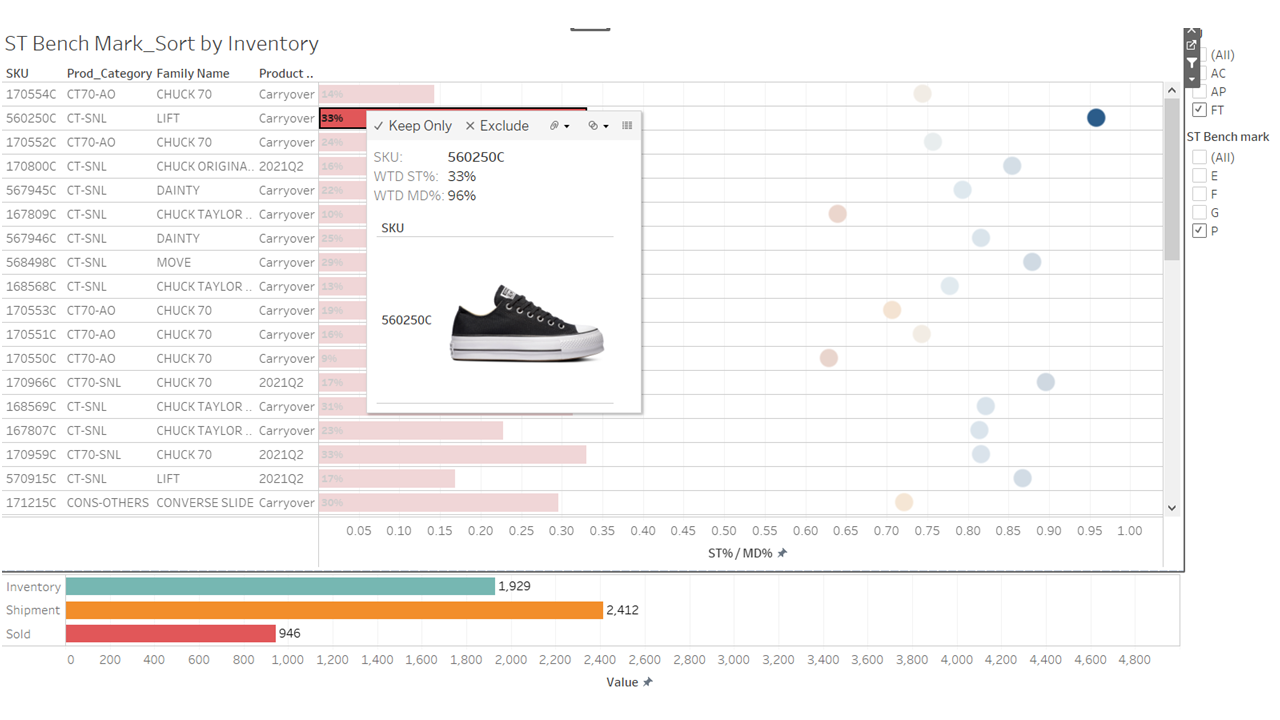 ST Bench Mark_Sort by Inventory
SKU Prod_Category Family Name Product ..
170554C CT70-AO CHUCK 70 Carryover 14%
560250C CT-SNL LIFT Carryover 33%
170552C CT70-AO CHUCK 70 Carryover 24%
170800C CT-SNL CHUCK ORIGINA.. 2021Q2 16%
567945C CT-SNL DAINTY Carryover 22%
167809C CT-SNL CHUCK TAYLOR .. Carryover 10%
567946C CT-SNL DAINTY Carryover 25%
568498C CT-SNL MOVE Carryover 29%
168568C CT-SNL CHUCK TAYLOR .. Carryover 13%
170553C CT70-AO CHUCK 70 Carryover 19%
170551C CT70-AO CHUCK 70 Carryover 16%
170550C CT70-AO CHUCK 70 Carryover 9%
170966C CT70-SNL CHUCK 70 2021Q2 17%
168569C CT-SNL CHUCK TAYLOR .. Carryover 31%
167807C CT-SNL CHUCK TAYLOR .. Carryover 23%
170959C CT70-SNL CHUCK 70 2021Q2 33%
570915C CT-SNL LIFT 2021Q2 17%
171215C CONS-OTHERS CONVERSE SLIDE Carryover 30%
Keep Only Exclude
SKU: 560250C
WTD ST%: 33%
WTD MD%: 96%
SKU
560250C
0.05 0.10 0.15 0.20 0.25 0.30 0.35 0.40 0.45 0.50 0.55 0.60 0.65 0.70 0.75 0.80 0.85 0.90 0.95 1.00
ST% / MD%
(All)
AC
AP
FT
ST Bench mark
(All)
E
F
G
P
Inventory 1,929
Shipment 2,412
Sold 946
0 200 400 600 800 1,000 1,200 1,400 1,600 1,800 2,000 2,200 2,400 2,600 2,800 3,000 3,200 3,400 3,600 3,800 4,000 4,200 4,400 4,600 4,800
Value